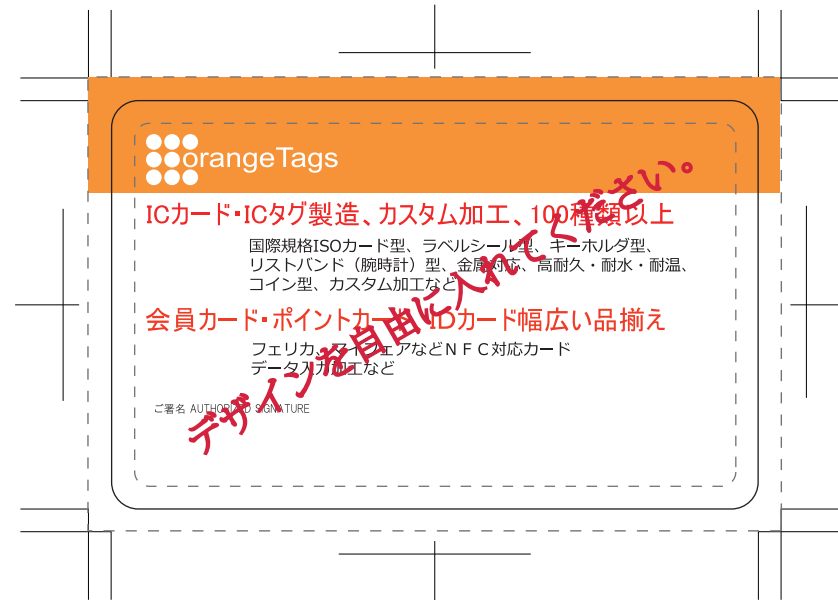 orangeTags
ICカード・ICタグ製造、カスタム加工、100種類以上
国際規格ISOカード型、ラベルシール型、キーホルダ型、
リストバンド（腕時計）型、金属対応、高耐久・耐水・耐温、
コイン型、カスタム加工など
会員カード・ポイントカード、IDカード幅広い品揃え
フェリカ、マイフェアなどＮＦＣ対応カード
データ入力加工など
ご署名 AUTHORIZED SIGNATURE
デザインを自由に入れてください。